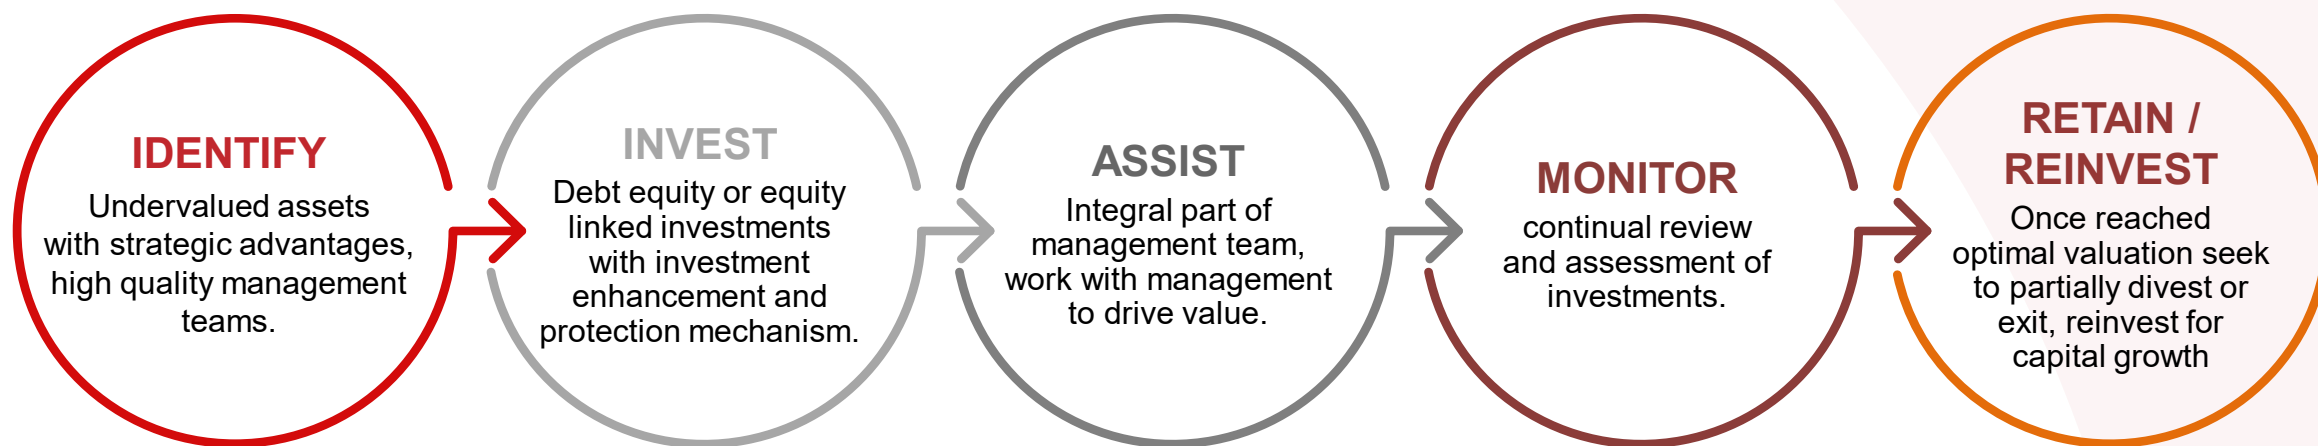 IDENTIFY
Undervalued assets
with strategic advantages,
high quality management
teams.
INVEST
Debt equity or equity
linked investments
with investment
enhancement and
protection mechanism.
ASSIST
Integral part of
management team,
work with management
to drive value.
MONITOR
continual review
and assessment of
investments.
RETAIN /
REINVEST
Once reached
optimal valuation seek
to partially divest or
exit, reinvest for
capital growth